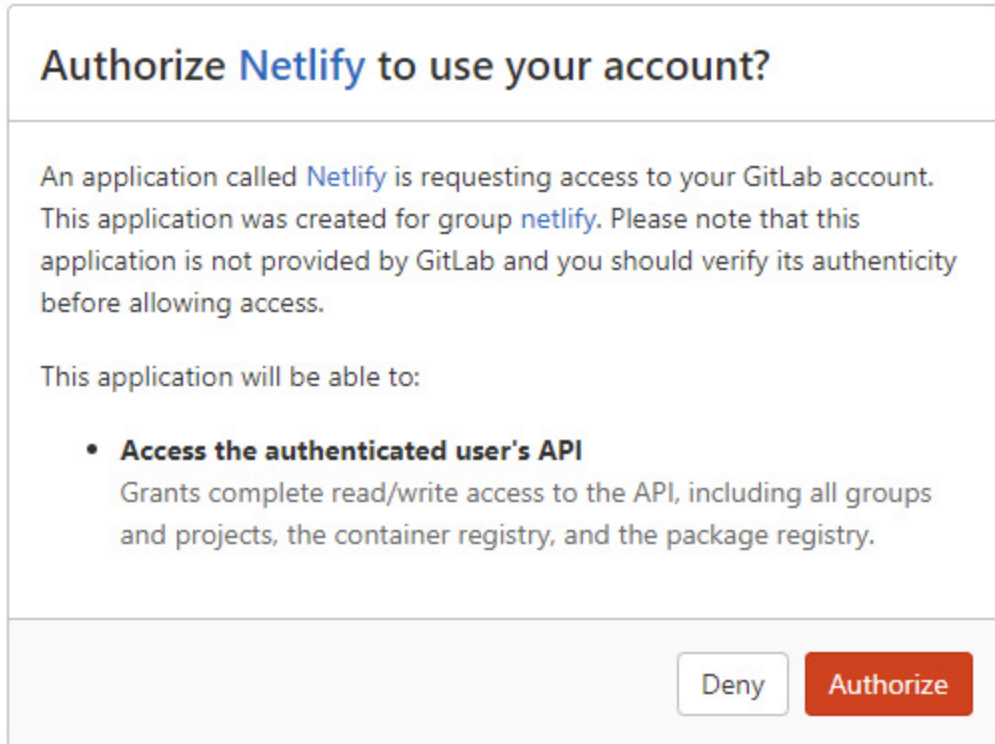 Authorize Netlify to use your account?
An application called Netlify is requesting access to your GitLab account.
This application was created for group netlify. Please note that this
application is not provided by GitLab and you should verify its authenticity
before allowing access.
This application will be able to:
• Access the authenticated user's API
Grants complete read/write access to the API, including all groups
and projects, the container registry, and the package registry.
Deny Authorize